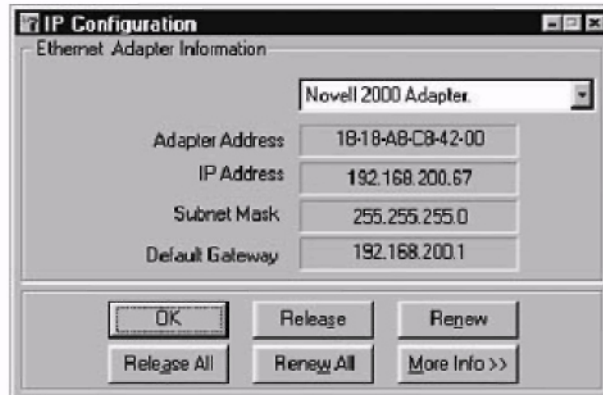 IP Configuration
Ethernet Adapter Information
Novell 2000 Adapter.
Adapter Address 18-18-A8-C8-42-00
IP Address 192.168.200.67
Subnet Mask 255.255.255.0
Default Gateway 192.168.200.1
OK Release Renew
Release All Renew All More Info >>